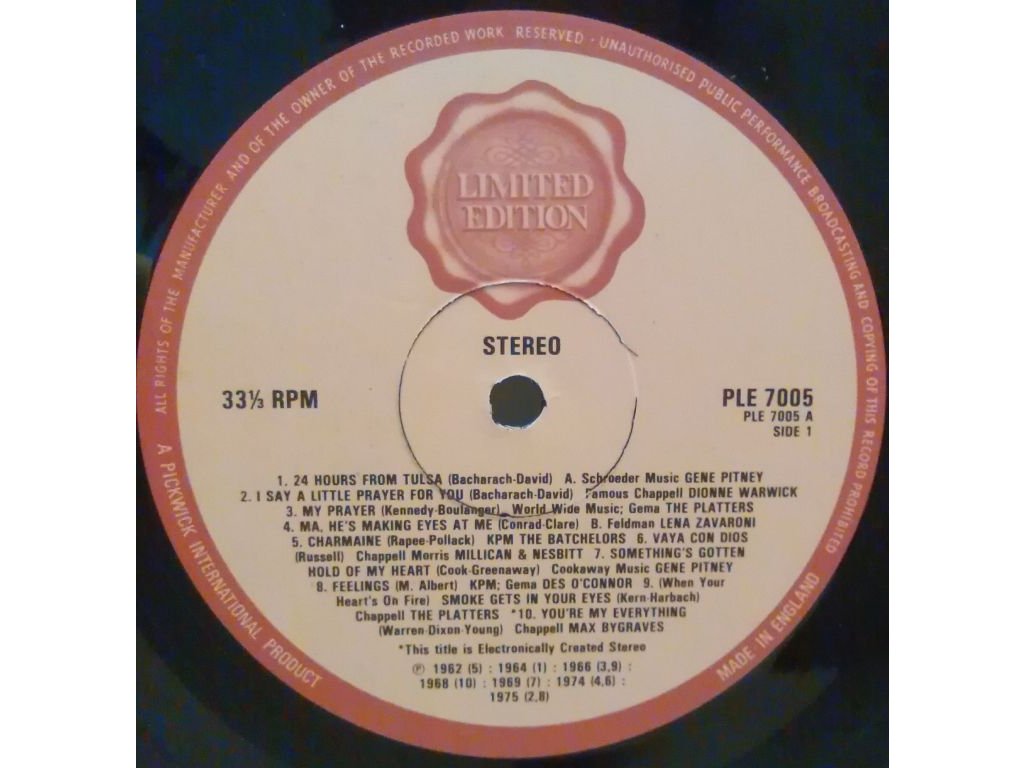 ALL RIGHTS OF THE MANUFACTURER AND OF THE OWNER OF THE RECORDED WORK RESERVED · UNAUTHORISED PUBLIC PERFORMANCE BROADCASTING AND COPYING OF THIS RECORD PROHIBITED
LIMITED
EDITION
STEREO
33⅓ RPM
PLE 7005
PLE 7005 A
SIDE 1
1. 24 HOURS FROM TULSA (Bacharach-David) A. Schroeder Music GENE PITNEY
2. I SAY A LITTLE PRAYER FOR YOU (Bacharach-David) Famous Chappell DIONNE WARWICK
3. MY PRAYER (Kennedy-Boulanger) World Wide Music; Gema THE PLATTERS
4. MA, HE'S MAKING EYES AT ME (Conrad-Clare) B. Feldman LENA ZAVARONI
5. CHARMAINE (Rapee-Pollack) KPM THE BATCHELORS 6. VAYA CON DIOS
(Russell) Chappell Morris MILLICAN & NESBITT 7. SOMETHING'S GOTTEN
HOLD OF MY HEART (Cook-Greenaway) Cookaway Music GENE PITNEY
8. FEELINGS (M. Albert) KPM; Gema DES O'CONNOR 9. (When Your
Heart's On Fire) SMOKE GETS IN YOUR EYES (Kern-Harbach)
Chappell THE PLATTERS *10. YOU'RE MY EVERYTHING
(Warren-Dixon-Young) Chappell MAX BYGRAVES
*This title is Electronically Created Stereo
℗ 1962 (5) : 1964 (1) : 1966 (3,9) :
1968 (10) : 1969 (7) : 1974 (4,6) :
1975 (2,8)
A PICKWICK INTERNATIONAL PRODUCT
MADE IN ENGLAND